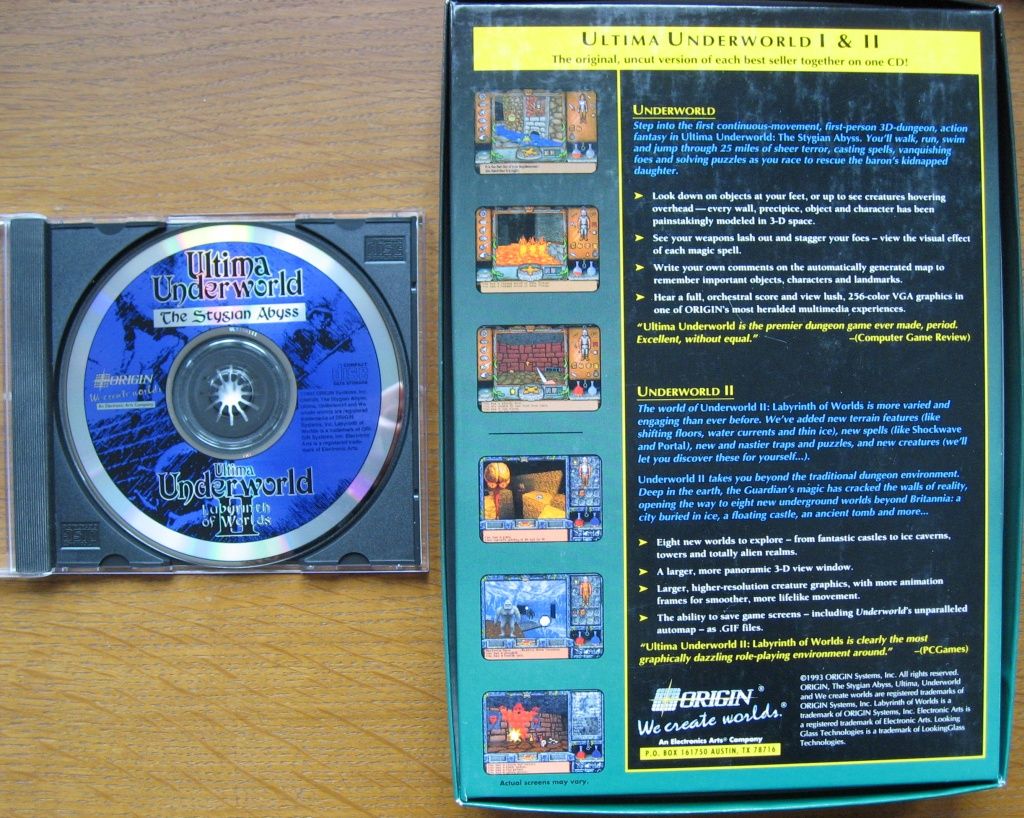 Ultima
Underworld
The Stygian Abyss
ORIGIN
We create worlds
An Electronic Arts Company
COMPACT
disc
DATA STORAGE
Ultima
Underworld
II
Labyrinth
of Worlds
ULTIMA UNDERWORLD I & II
The original, uncut version of each best seller together on one CD!
UNDERWORLD
Step into the first continuous-movement, first-person 3D-dungeon, action
fantasy in Ultima Underworld: The Stygian Abyss. You'll walk, run, swim
and jump through 25 miles of sheer terror, casting spells, vanquishing
foes and solving puzzles as you race to rescue the baron's kidnapped
daughter.
➤ Look down on objects at your feet, or up to see creatures hovering
overhead — every wall, precipice, object and character has been
painstakingly modeled in 3-D space.
➤ See your weapons lash out and stagger your foes – view the visual effect
of each magic spell.
➤ Write your own comments on the automatically generated map to
remember important objects, characters and landmarks.
➤ Hear a full, orchestral score and view lush, 256-color VGA graphics in
one of ORIGIN's most heralded multimedia experiences.
"Ultima Underworld is the premier dungeon game ever made, period.
Excellent, without equal." –(Computer Game Review)
UNDERWORLD II
The world of Underworld II: Labyrinth of Worlds is more varied and
engaging than ever before. We've added new terrain features (like
shifting floors, water currents and thin ice), new spells (like Shockwave
and Portal), new and nastier traps and puzzles, and new creatures (we'll
let you discover these for yourself...).
Underworld II takes you beyond the traditional dungeon environment.
Deep in the earth, the Guardian's magic has cracked the walls of reality,
opening the way to eight new underground worlds beyond Britannia: a
city buried in ice, a floating castle, an ancient tomb and more...
➤ Eight new worlds to explore – from fantastic castles to ice caverns,
towers and totally alien realms.
➤ A larger, more panoramic 3-D view window.
➤ Larger, higher-resolution creature graphics, with more animation
frames for smoother, more lifelike movement.
➤ The ability to save game screens – including Underworld's unparalleled
automap – as .GIF files.
"Ultima Underworld II: Labyrinth of Worlds is clearly the most
graphically dazzling role-playing environment around." –(PCGames)
ORIGIN®
We create worlds.®
An Electronics Arts® Company
P.O. BOX 161750 AUSTIN, TX 78716
©1993 ORIGIN Systems, Inc. All rights reserved.
ORIGIN, The Stygian Abyss, Ultima, Underworld
and We create worlds are registered trademarks of
ORIGIN Systems, Inc. Labyrinth of Worlds is a
trademark of ORIGIN Systems, Inc. Electronic Arts is
a registered trademark of Electronic Arts. Looking
Glass Technologies is a trademark of LookingGlass
Technologies.
Actual screens may vary.